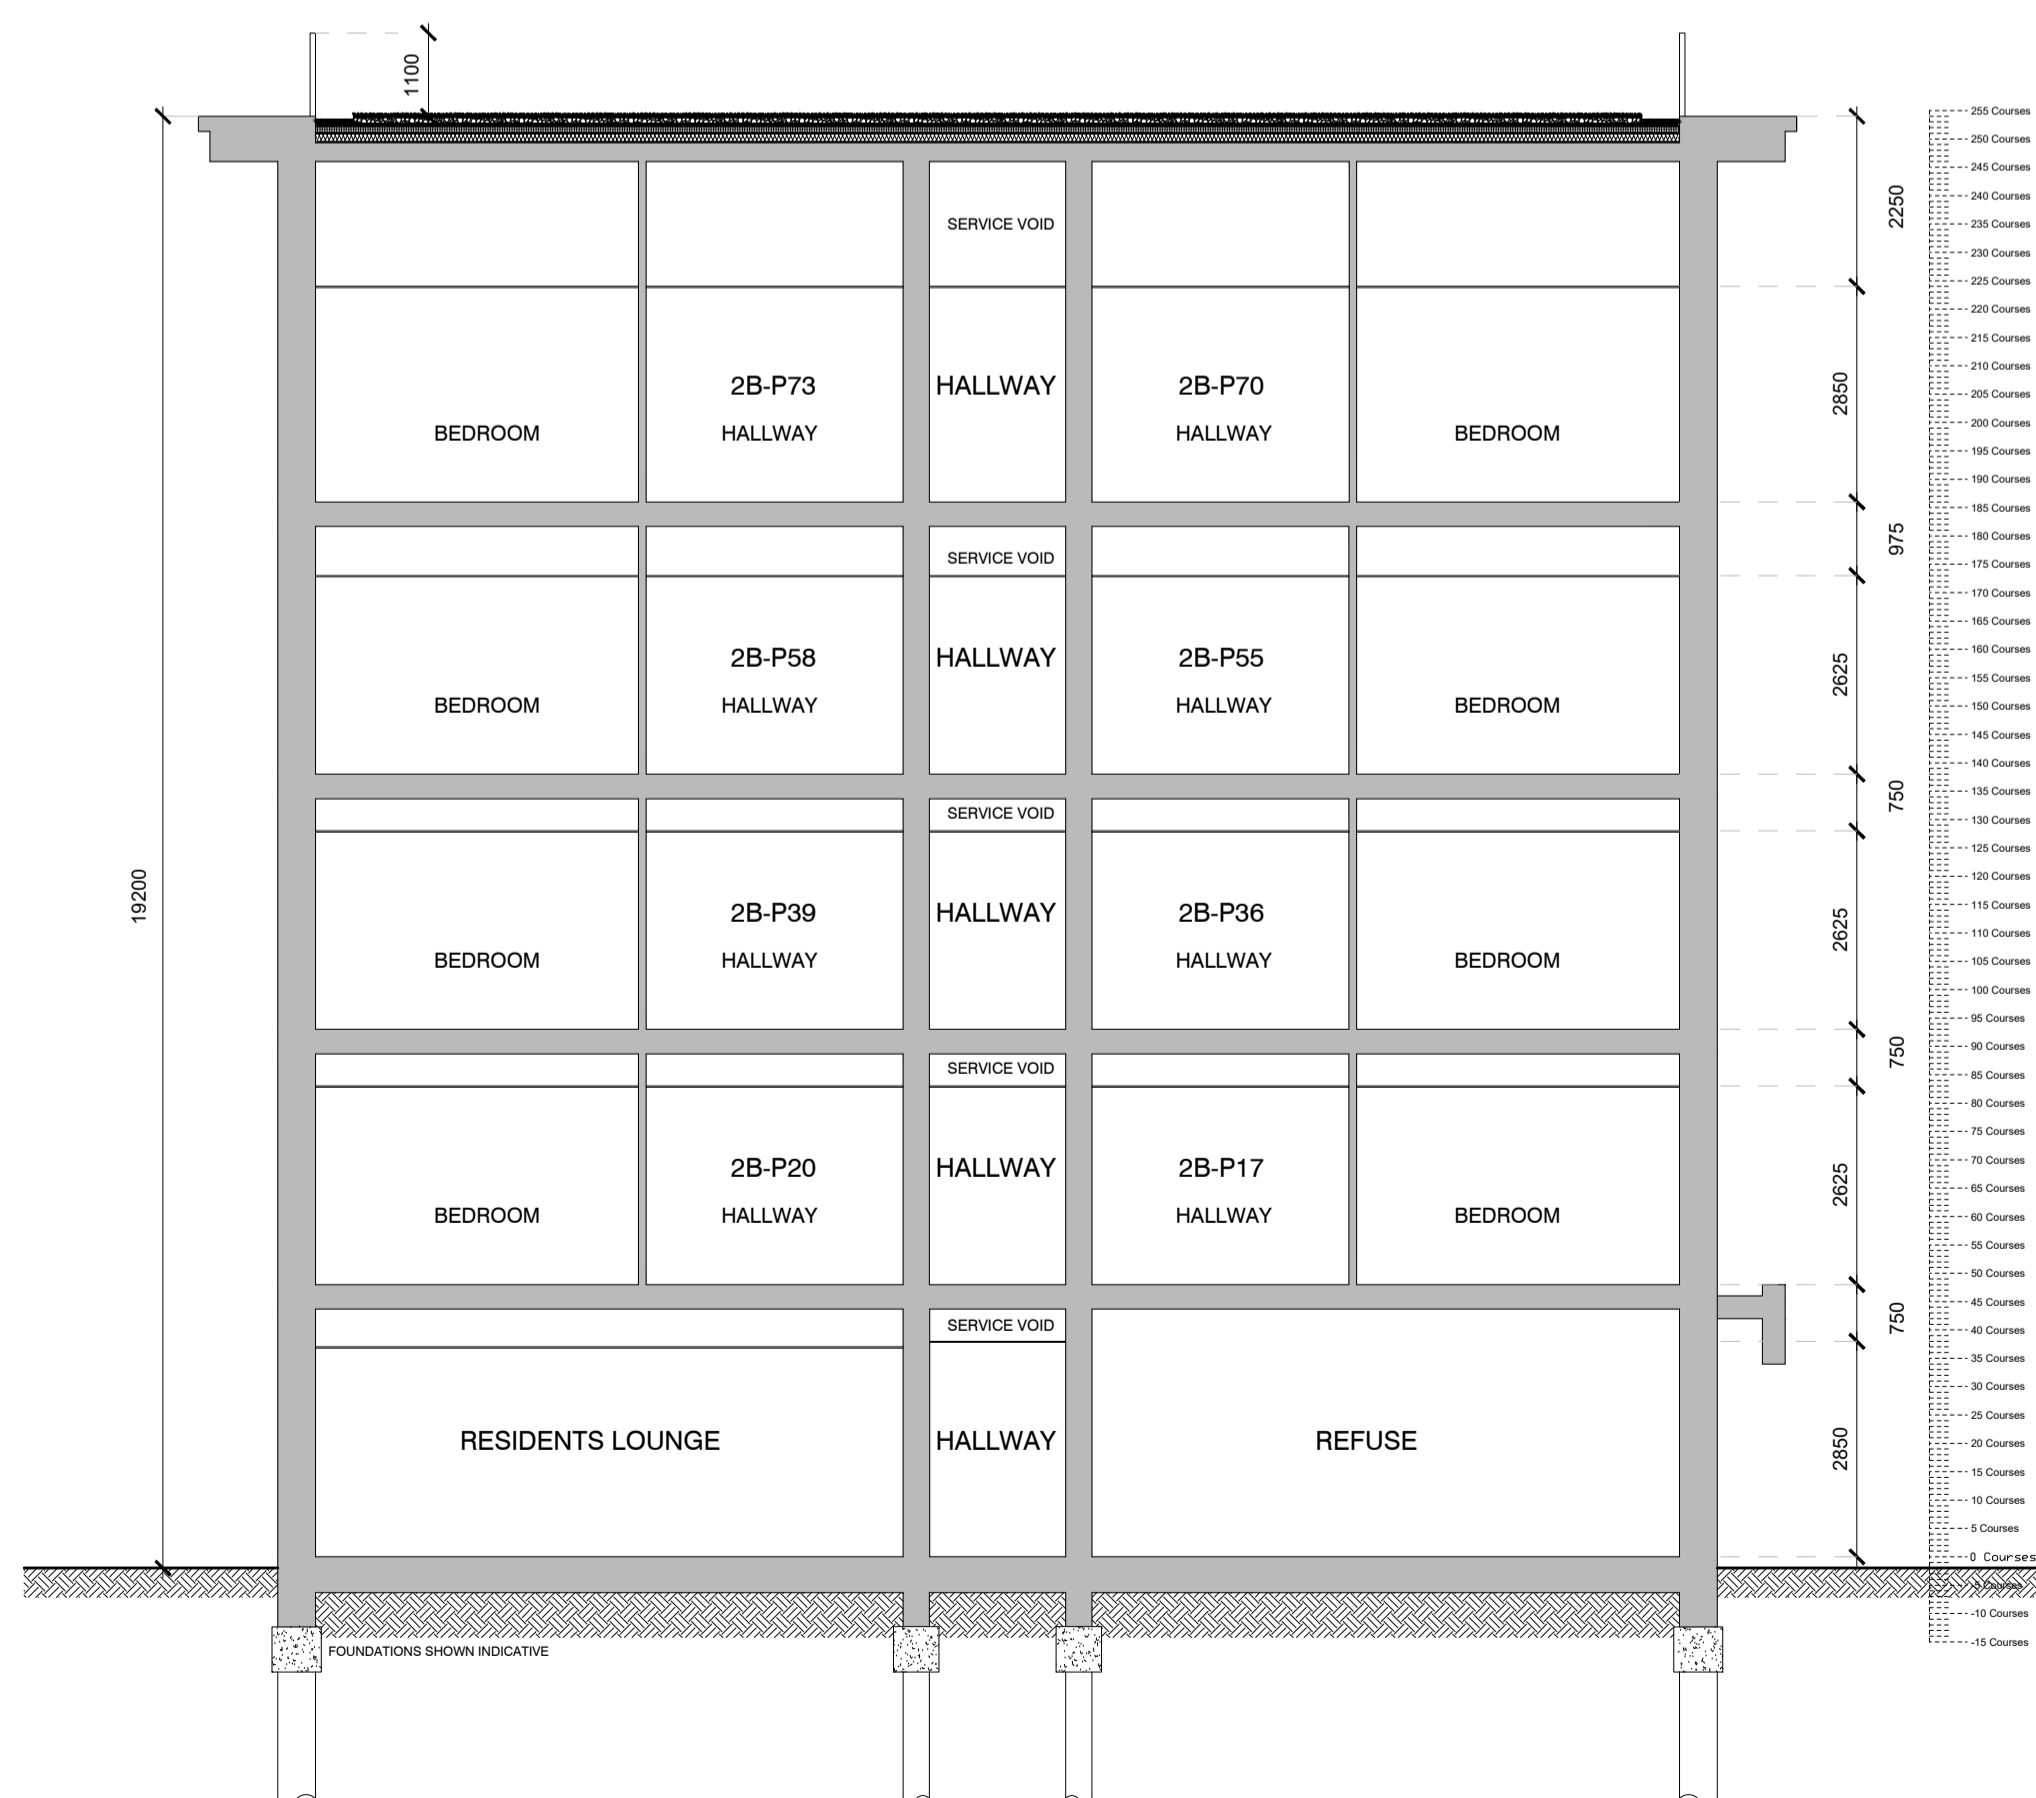 1100
255 Courses
250 Courses
245 Courses
240 Courses
2250
SERVICE VOID
235 Courses
230 Courses
225 Courses
220 Courses
215 Courses
2B-P73
HALLWAY
2B-P70
210 Courses
2850
205 Courses
BEDROOM
HALLWAY
HALLWAY
BEDROOM
200 Courses
195 Courses
190 Courses
185 Courses
975
180 Courses
SERVICE VOID
175 Courses
170 Courses
165 Courses
2B-P58
HALLWAY
2B-P55
160 Courses
2625
155 Courses
BEDROOM
HALLWAY
HALLWAY
BEDROOM
150 Courses
145 Courses
140 Courses
750
135 Courses
SERVICE VOID
130 Courses
125 Courses
120 Courses
19200
2B-P39
HALLWAY
2B-P36
115 Courses
2625
110 Courses
BEDROOM
HALLWAY
HALLWAY
BEDROOM
105 Courses
100 Courses
95 Courses
750
90 Courses
SERVICE VOID
85 Courses
80 Courses
75 Courses
2B-P20
HALLWAY
2B-P17
70 Courses
2625
65 Courses
BEDROOM
HALLWAY
HALLWAY
BEDROOM
60 Courses
55 Courses
50 Courses
45 Courses
750
SERVICE VOID
40 Courses
35 Courses
30 Courses
25 Courses
RESIDENTS LOUNGE
HALLWAY
REFUSE
2850
20 Courses
15 Courses
10 Courses
5 Courses
0 Courses
-5 Courses
-10 Courses
-15 Courses
FOUNDATIONS SHOWN INDICATIVE